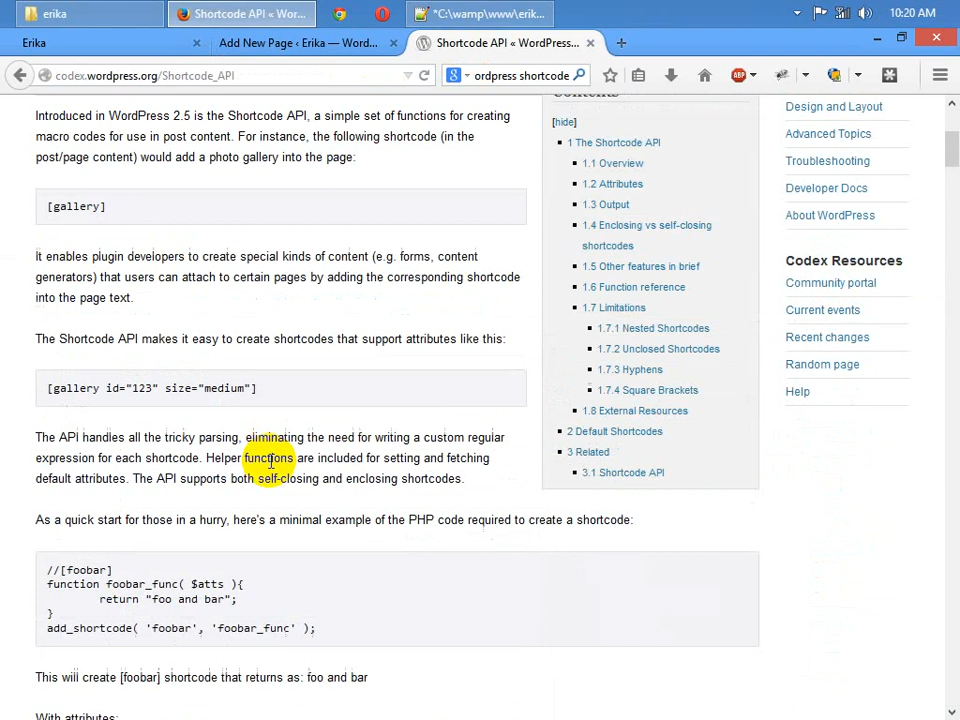 erika
Shortcode API « Wor...
*C:\wamp\www\erik...
10:20 AM
Erika
Add New Page ‹ Erika — Word...
Shortcode API « WordPress...
codex.wordpress.org/Shortcode_API
ordpress shortcode
ABP
Introduced in WordPress 2.5 is the Shortcode API, a simple set of functions for creating
macro codes for use in post content. For instance, the following shortcode (in the
post/page content) would add a photo gallery into the page:
[gallery]
It enables plugin developers to create special kinds of content (e.g. forms, content
generators) that users can attach to certain pages by adding the corresponding shortcode
into the page text.
The Shortcode API makes it easy to create shortcodes that support attributes like this:
[gallery id="123" size="medium"]
The API handles all the tricky parsing, eliminating the need for writing a custom regular
expression for each shortcode. Helper functions are included for setting and fetching
default attributes. The API supports both self-closing and enclosing shortcodes.
As a quick start for those in a hurry, here's a minimal example of the PHP code required to create a shortcode:
//[foobar]
function foobar_func( $atts ){
return "foo and bar";
}
add_shortcode( 'foobar', 'foobar_func' );
This will create [foobar] shortcode that returns as: foo and bar
With attributes:
Contents
[hide]
1 The Shortcode API
1.1 Overview
1.2 Attributes
1.3 Output
1.4 Enclosing vs self-closing
shortcodes
1.5 Other features in brief
1.6 Function reference
1.7 Limitations
1.7.1 Nested Shortcodes
1.7.2 Unclosed Shortcodes
1.7.3 Hyphens
1.7.4 Square Brackets
1.8 External Resources
2 Default Shortcodes
3 Related
3.1 Shortcode API
Design and Layout
Advanced Topics
Troubleshooting
Developer Docs
About WordPress
Codex Resources
Community portal
Current events
Recent changes
Random page
Help